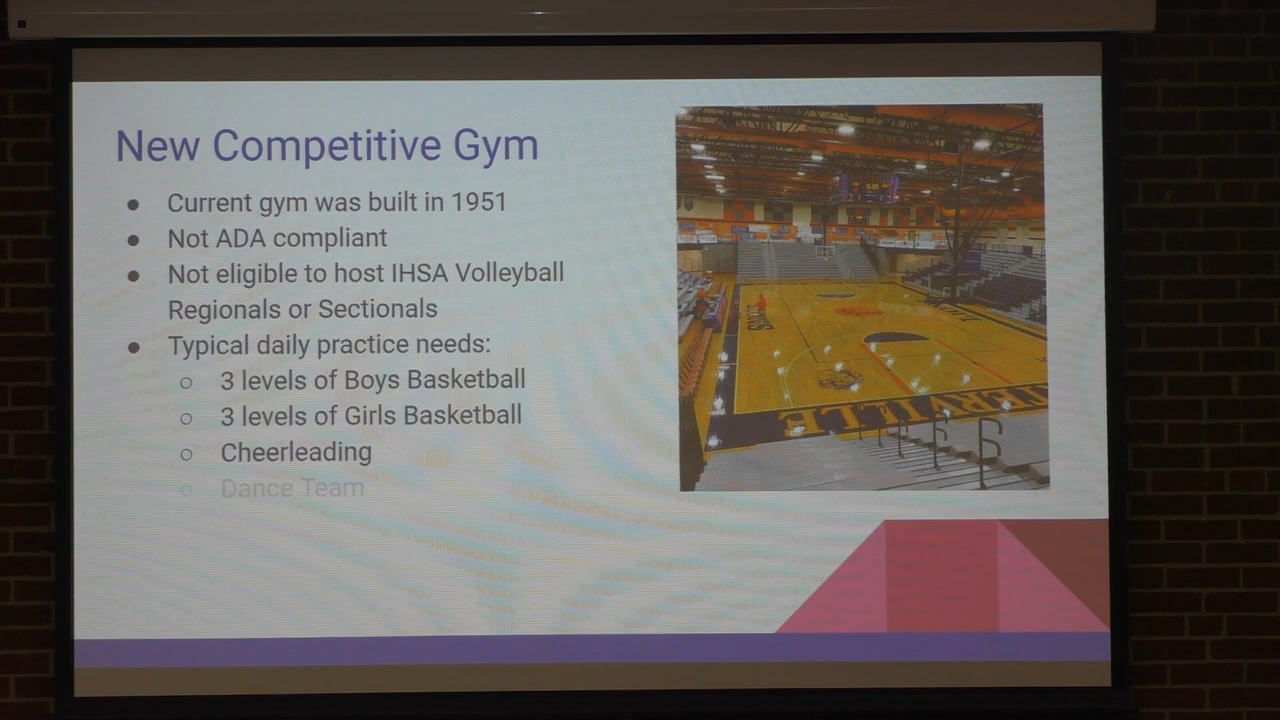 New Competitive Gym
● Current gym was built in 1951
● Not ADA compliant
● Not eligible to host IHSA Volleyball
Regionals or Sectionals
● Typical daily practice needs:
○ 3 levels of Boys Basketball
○ 3 levels of Girls Basketball
○ Cheerleading
○ Dance Team
ERVILLE